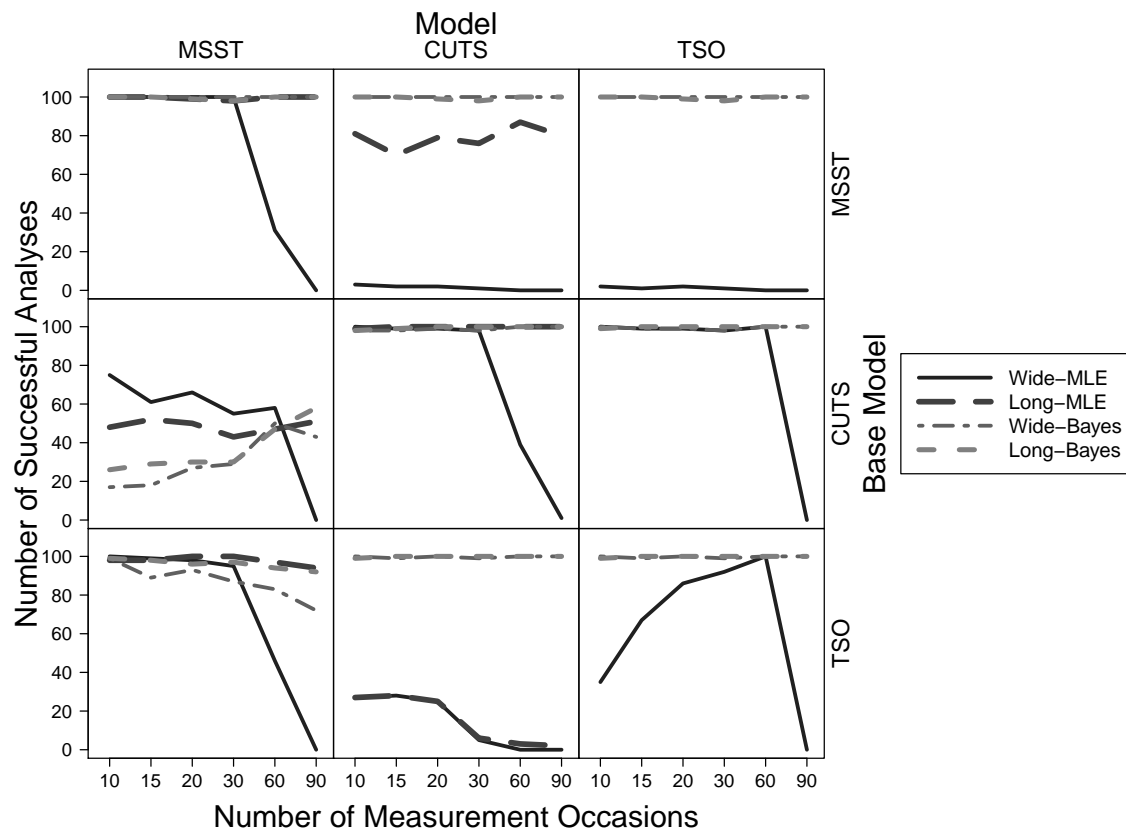 Model
MSST CUTS TSO
Number of Successful Analyses
100
80
60
40
20
0
MSST
100
80
60
40
20
0
CUTS
100
80
60
40
20
0
TSO
Base Model
10 15 20 30 60 90 10 15 20 30 60 90 10 15 20 30 60 90
Number of Measurement Occasions
Wide−MLE
Long−MLE
Wide−Bayes
Long−Bayes